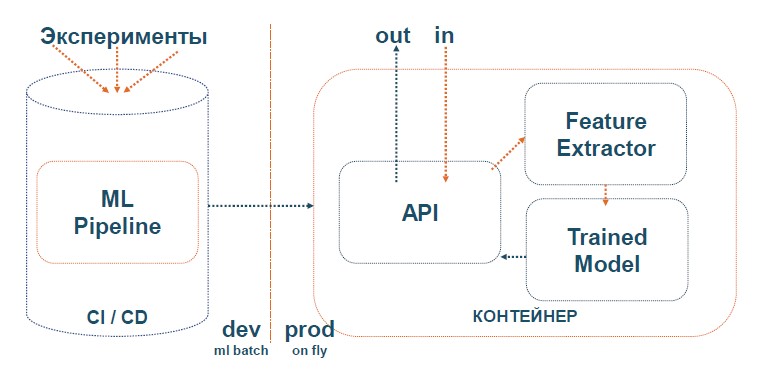 Эксперименты
out in
Feature
Extractor
ML
Pipeline
API
Trained
Model
CI / CD
КОНТЕЙНЕР
dev prod
ml batch on fly